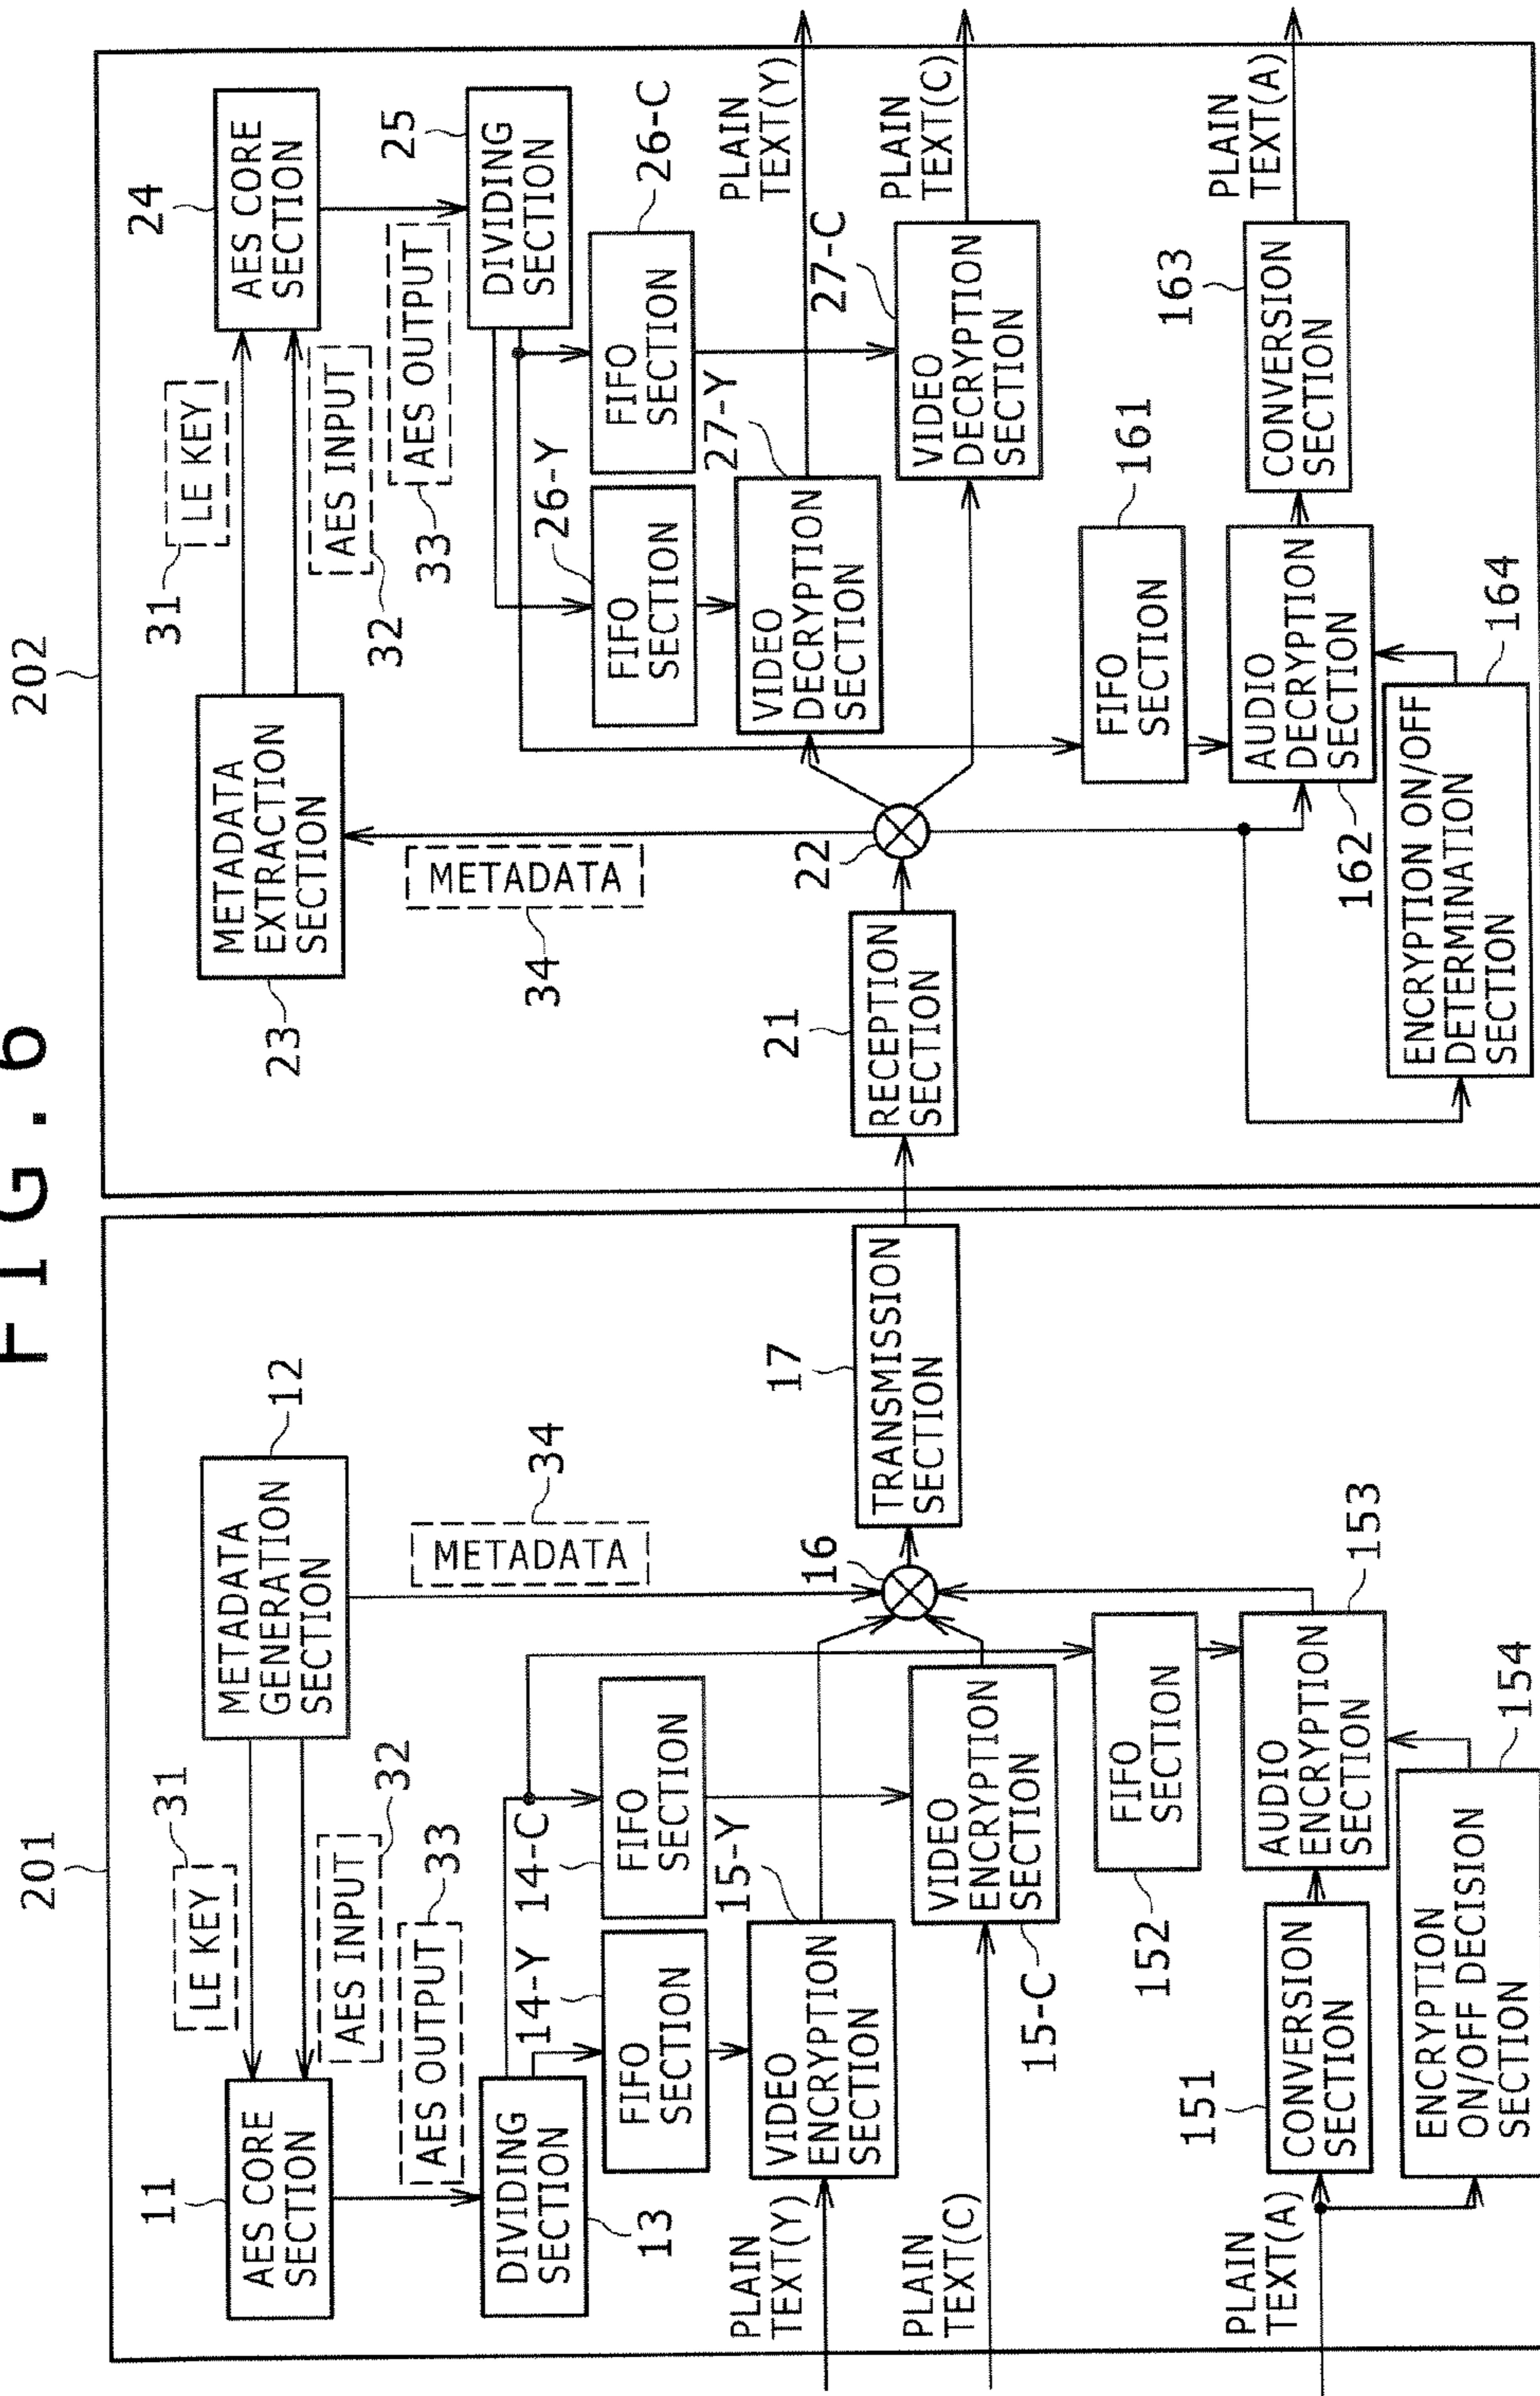 FIG. 6
201
11
AES CORE
SECTION
31
LE KEY
AES INPUT
32
12
METADATA
GENERATION
SECTION
AES OUTPUT
33
METADATA
34
13
DIVIDING
SECTION
14-Y
FIFO
SECTION
14-C
FIFO
SECTION
PLAIN
TEXT(Y)
VIDEO
ENCRYPTION
SECTION
15-Y
16
17
TRANSMISSION
SECTION
PLAIN
TEXT(C)
VIDEO
ENCRYPTION
SECTION
15-C
152
FIFO
SECTION
PLAIN
TEXT(A)
151
CONVERSION
SECTION
AUDIO
ENCRYPTION
SECTION
153
ENCRYPTION
ON/OFF DECISION
SECTION
154
202
23
METADATA
EXTRACTION
SECTION
31
LE KEY
AES INPUT
32
24
AES CORE
SECTION
METADATA
34
33
AES OUTPUT
25
DIVIDING
SECTION
26-Y
FIFO
SECTION
FIFO
SECTION
26-C
21
RECEPTION
SECTION
22
VIDEO
DECRYPTION
SECTION
27-Y
PLAIN
TEXT(Y)
VIDEO
DECRYPTION
SECTION
27-C
PLAIN
TEXT(C)
FIFO
SECTION
161
162
AUDIO
DECRYPTION
SECTION
163
CONVERSION
SECTION
PLAIN
TEXT(A)
ENCRYPTION ON/OFF
DETERMINATION
SECTION
164